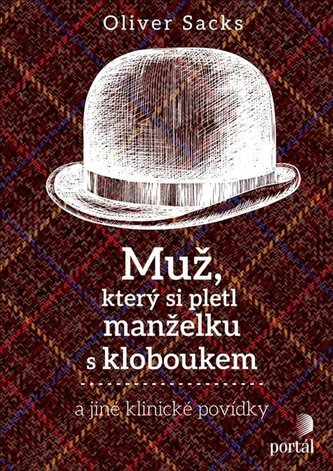 Oliver Sacks
Muž,
který si pletl
manželku
s kloboukem
a jiné klinické povídky
portál